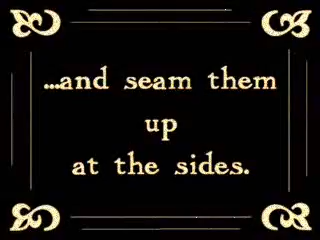 ...and seam them
up
at the sides.